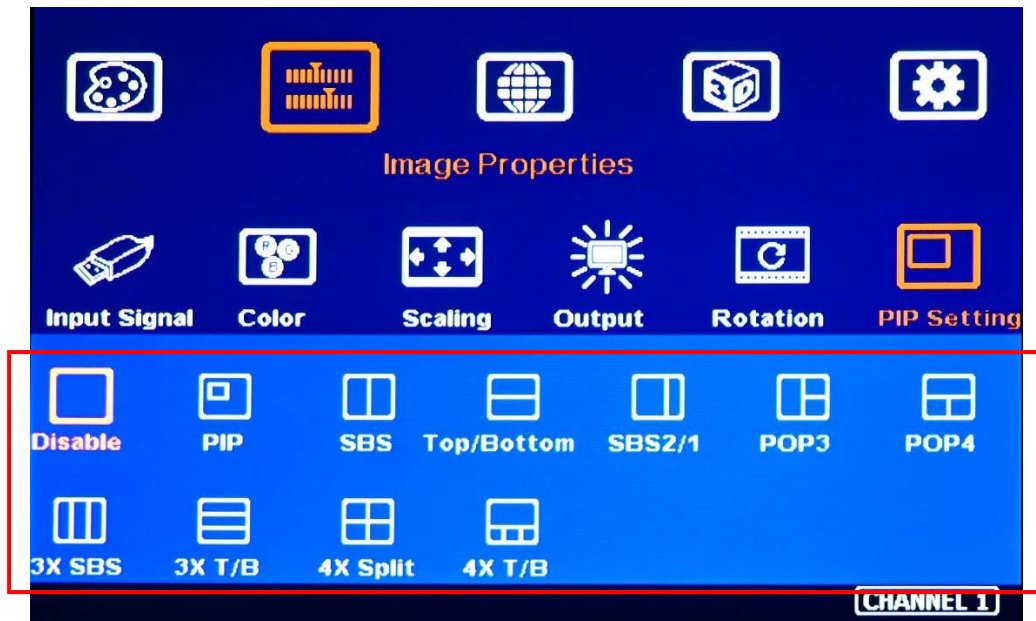 3D
Image Properties
R G
B
Input Signal Color Scaling Output Rotation PIP Setting
Disable PIP SBS Top/Bottom SBS2/1 POP3 POP4
3X SBS 3X T/B 4X Split 4X T/B
CHANNEL 1